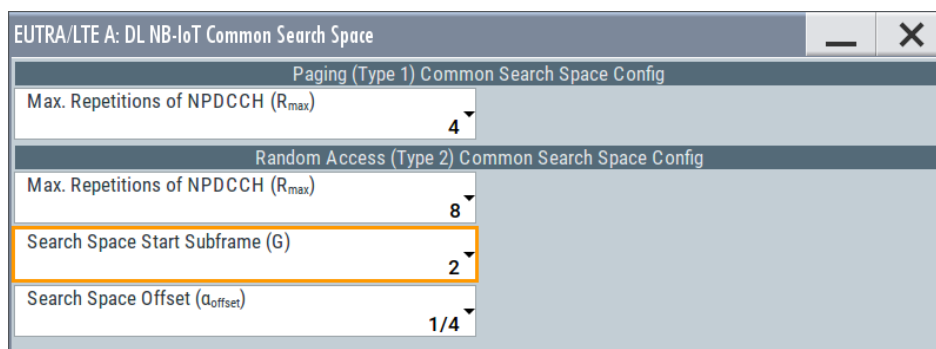 EUTRA/LTE A: DL NB-IoT Common Search Space
Paging (Type 1) Common Search Space Config
Max. Repetitions of NPDCCH (Rmax)
4
Random Access (Type 2) Common Search Space Config
Max. Repetitions of NPDCCH (Rmax)
8
Search Space Start Subframe (G)
2
Search Space Offset (αoffset)
1/4